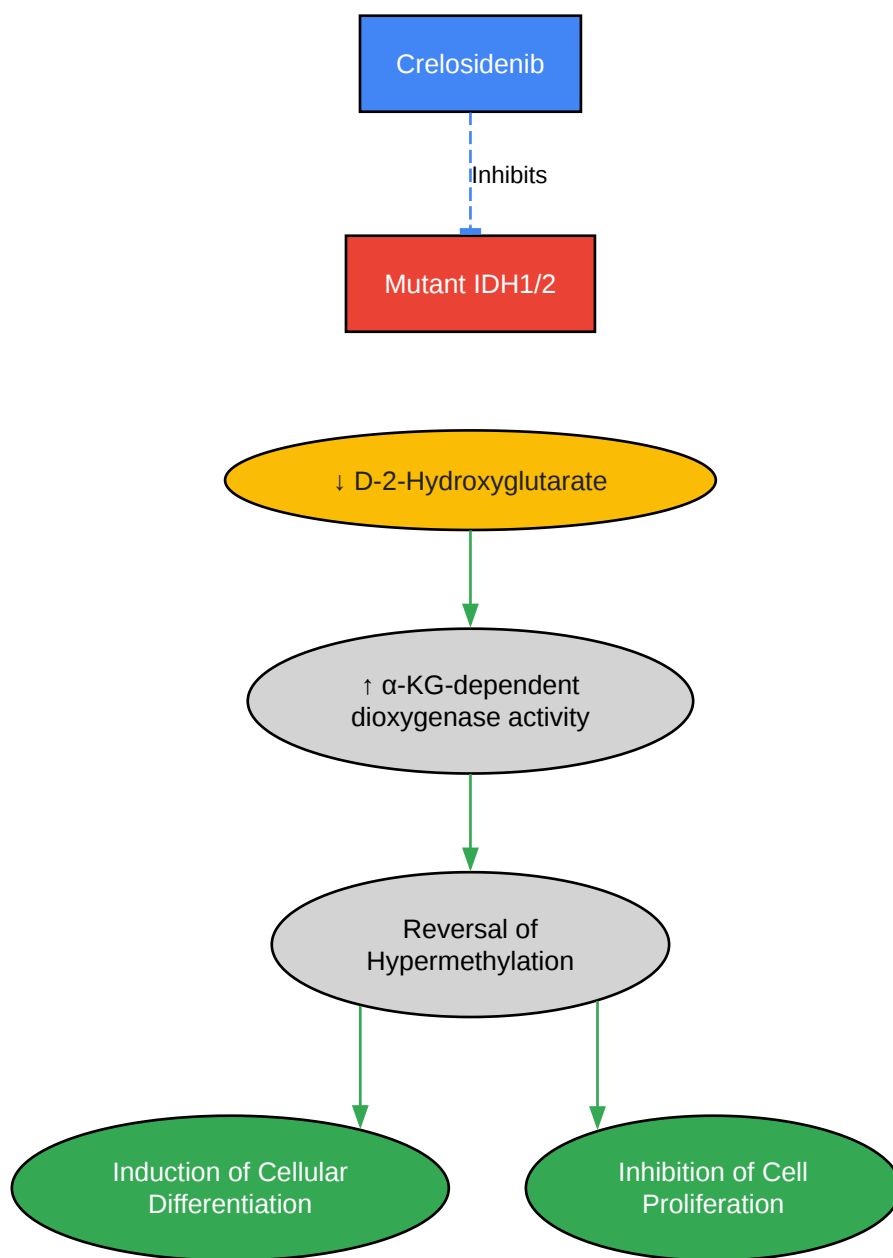 Crelosidenib
Inhibits
Mutant IDH1/2
↓ D-2-Hydroxyglutarate
↑ α-KG-dependent
dioxygenase activity
Reversal of
Hypermethylation
Induction of Cellular
Differentiation
Inhibition of Cell
Proliferation